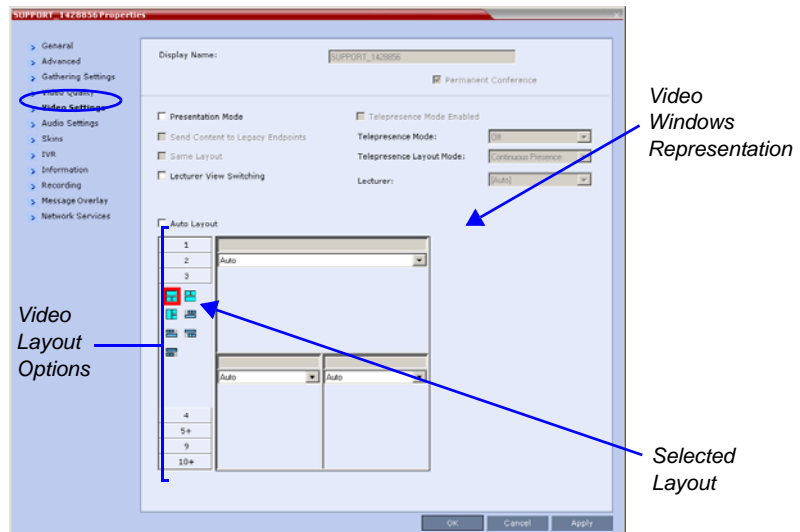 SUPPORT_1428856 Properties
General
Advanced
Gathering Settings
Video Quality
Video Settings
Audio Settings
Skins
IVR
Information
Recording
Message Overlay
Network Services
Display Name:
SUPPORT_1428856
Permanent Conference
Presentation Mode
Telepresence Mode Enabled
Send Content to Legacy Endpoints
Telepresence Mode:
Off
Same Layout
Telepresence Layout Mode:
Continuous Presence
Lecturer View Switching
Lecturer:
[Auto]
Auto Layout
1
2
3
4
5+
9
10+
Auto
Auto
Auto
OK
Cancel
Apply
Video
Windows
Representation
Video
Layout
Options
Selected
Layout